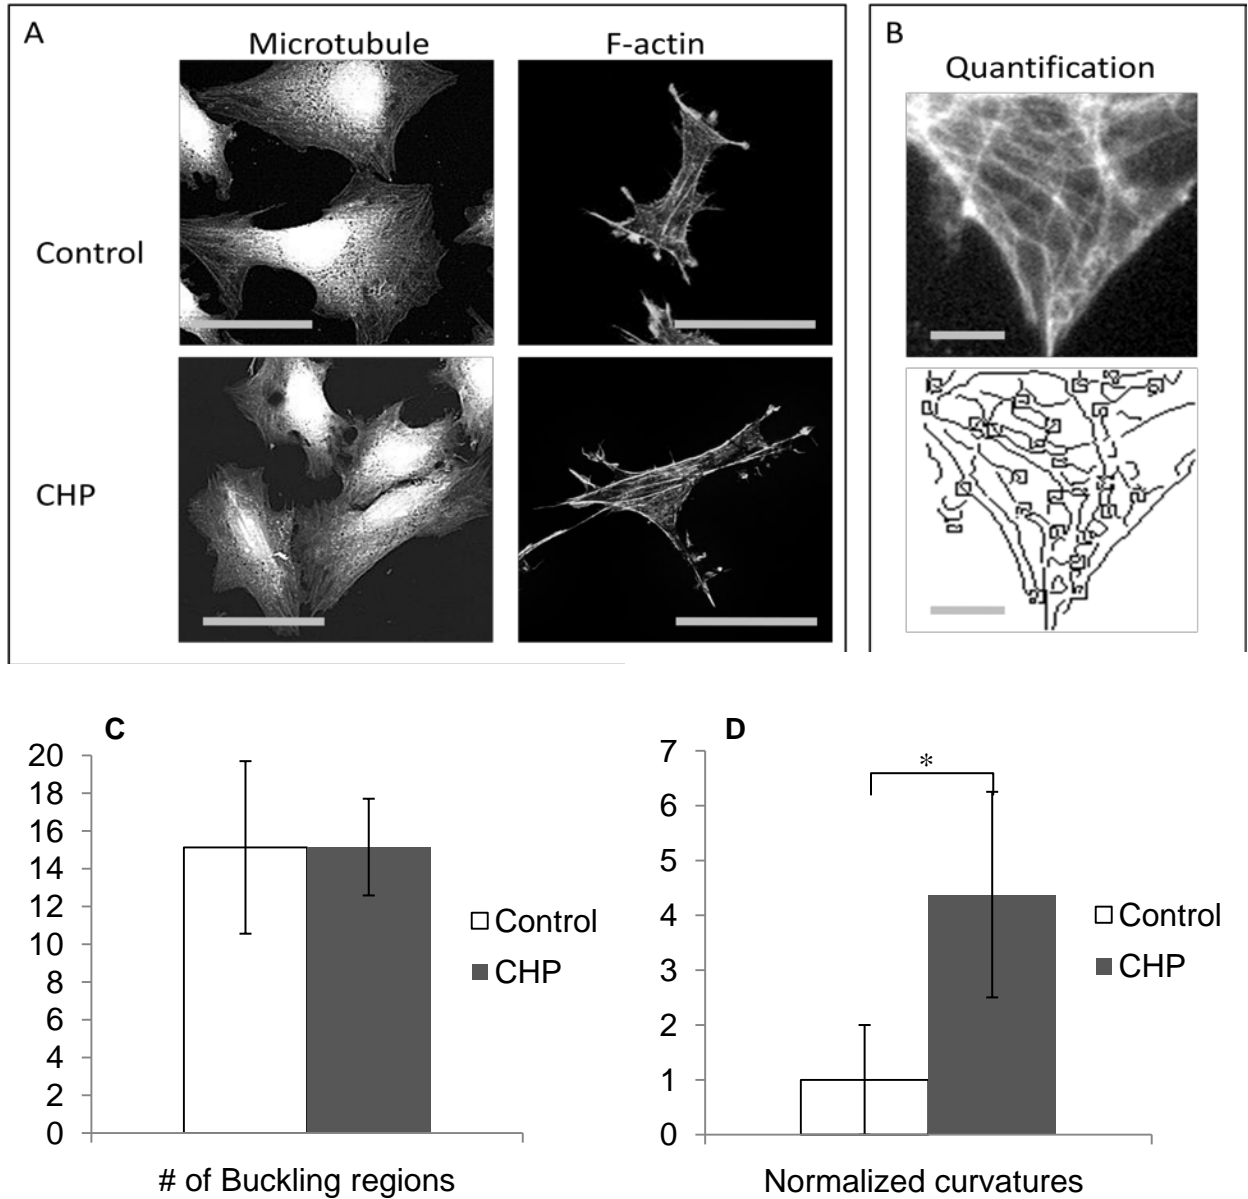 A
Microtubule
F-actin
Control
CHP
B
Quantification
C
20
18
16
14
12
10
8
6
4
2
0
Control
CHP
# of Buckling regions
D
7
6
5
4
3
2
1
0
*
Control
CHP
Normalized curvatures